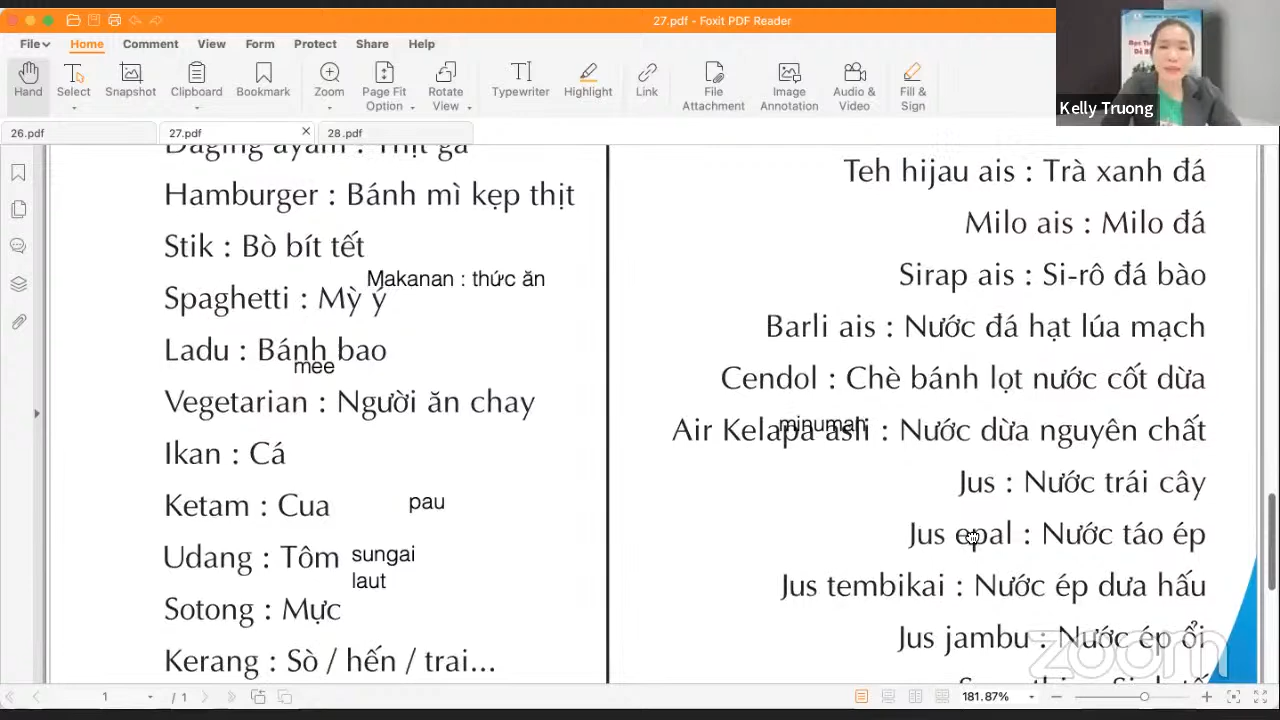 27.pdf - Foxit PDF Reader
File Home Comment View Form Protect Share Help
Hand Select Snapshot Clipboard Bookmark Zoom Page Fit Option Rotate View Typewriter Highlight Link File Attachment Image Annotation Audio & Video Fill & Sign
Kelly Truong
26.pdf 27.pdf 28.pdf
Daging ayam : Thịt gà
Hamburger : Bánh mì kẹp thịt
Stik : Bò bít tết
Makanan : thức ăn
Spaghetti : Mỳ ý
Ladu : Bánh bao
mee
Vegetarian : Người ăn chay
Ikan : Cá
Ketam : Cua
pau
Udang : Tôm
sungai
laut
Sotong : Mực
Kerang : Sò / hến / trai...
Teh hijau ais : Trà xanh đá
Milo ais : Milo đá
Sirap ais : Si-rô đá bào
Barli ais : Nước đá hạt lúa mạch
Cendol : Chè bánh lọt nước cốt dừa
minuman
Air Kelapa asli : Nước dừa nguyên chất
Jus : Nước trái cây
Jus epal : Nước táo ép
Jus tembikai : Nước ép dưa hấu
Jus jambu : Nước ép ổi
zoom
1 / 1
181.87%